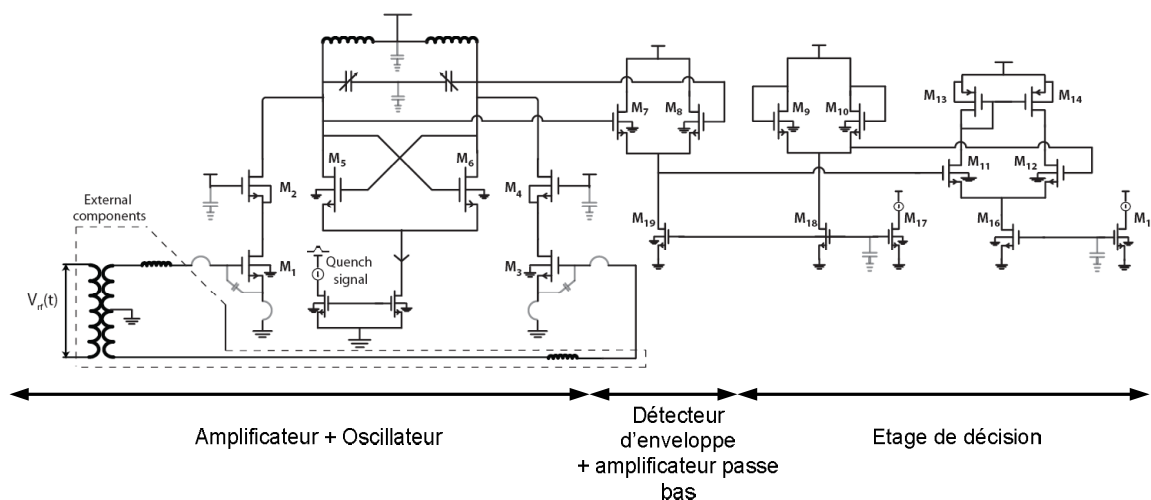 M13
M14
M7
M8
M9
M10
M5
M6
M11
M12
M2
M4
External
components
M19
M18
M17
M16
M1
M1
Quench
signal
M3
Vrf(t)
Amplificateur + Oscillateur
Détecteur
d'enveloppe
+ amplificateur passe
bas
Etage de décision